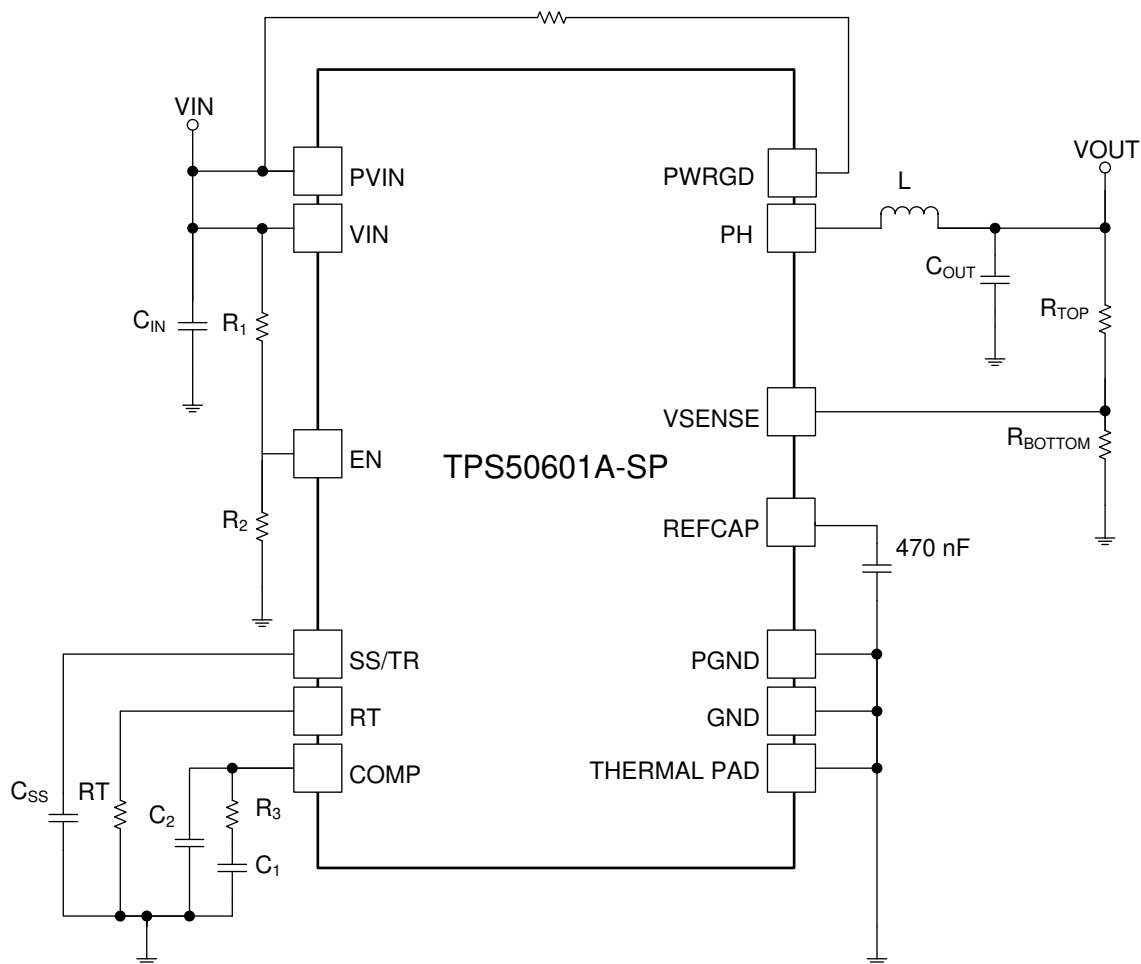 VIN
PVIN
PWRGD
VOUT
VIN
PH
L
C_OUT
C_IN
R_1
R_TOP
VSENSE
R_BOTTOM
EN
TPS50601A-SP
R_2
REFCAP
470 nF
SS/TR
PGND
RT
GND
COMP
THERMAL PAD
C_SS
RT
C_2
R_3
C_1